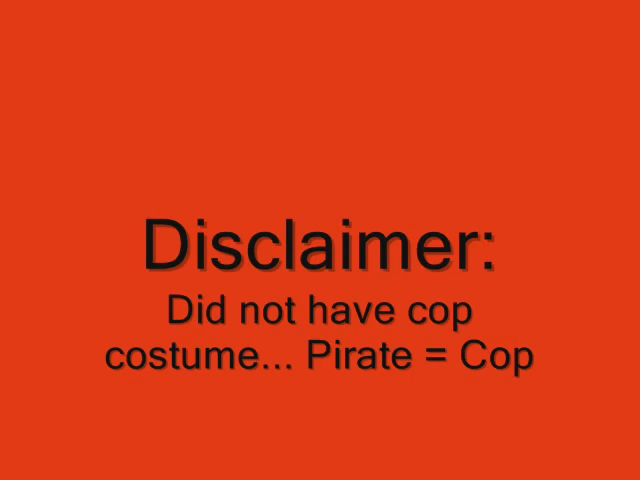 Disclaimer:
Did not have cop
costume... Pirate = Cop